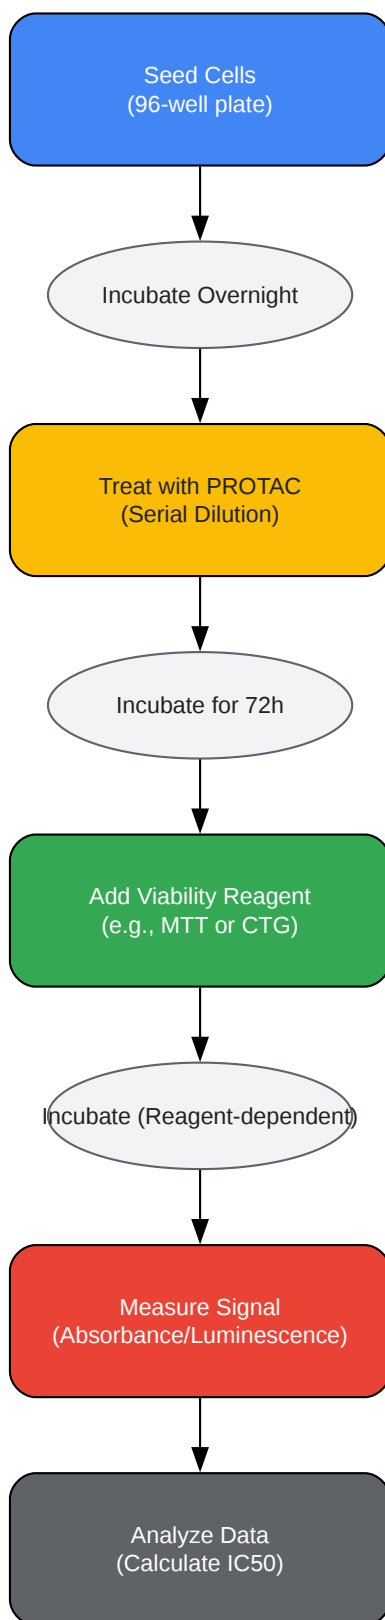 Seed Cells
(96-well plate)
Incubate Overnight
Treat with PROTAC
(Serial Dilution)
Incubate for 72h
Add Viability Reagent
(e.g., MTT or CTG)
Incubate (Reagent-dependent)
Measure Signal
(Absorbance/Luminescence)
Analyze Data
(Calculate IC50)